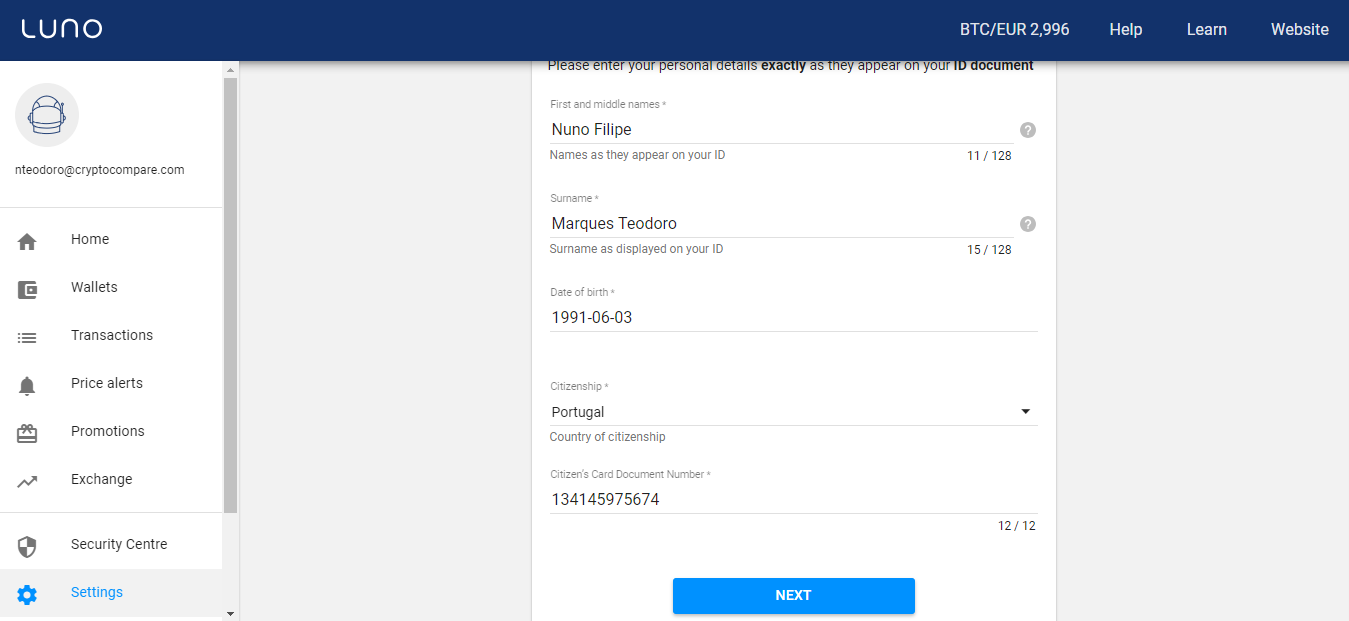 LUNO
BTC/EUR 2,996 Help Learn Website
nteodoro@cryptocompare.com
Home
Wallets
Transactions
Price alerts
Promotions
Exchange
Security Centre
Settings
Please enter your personal details exactly as they appear on your ID document
First and middle names *
Nuno Filipe
Names as they appear on your ID 11 / 128
Surname *
Marques Teodoro
Surname as displayed on your ID 15 / 128
Date of birth *
1991-06-03
Citizenship *
Portugal
Country of citizenship
Citizen's Card Document Number *
134145975674
12 / 12
NEXT